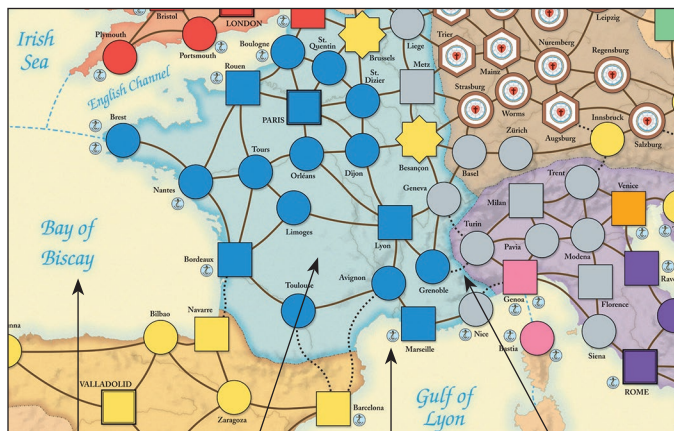 Leipzig
Bristol
LONDON
Plymouth
Portsmouth
Irish
Sea
English Channel
Boulogne
St.
Quentin
Brussels
Liege
Trier
Nuremberg
Regensburg
Mainz
Rouen
St.
Dizier
Metz
Strasburg
Worms
Augsburg
Innsbruck
Salzburg
PARIS
Brest
Tours
Orléans
Dijon
Besançon
Basel
Zürich
Nantes
Limoges
Geneva
Trent
Milan
Venice
Bay of
Biscay
Bordeaux
Lyon
Turin
Pavia
Modena
Toulouse
Avignon
Grenoble
Genoa
Florence
Navarre
Bilbao
Marseille
Nice
Bastia
Siena
ROME
VALLADOLID
Zaragoza
Barcelona
Gulf of
Lyon